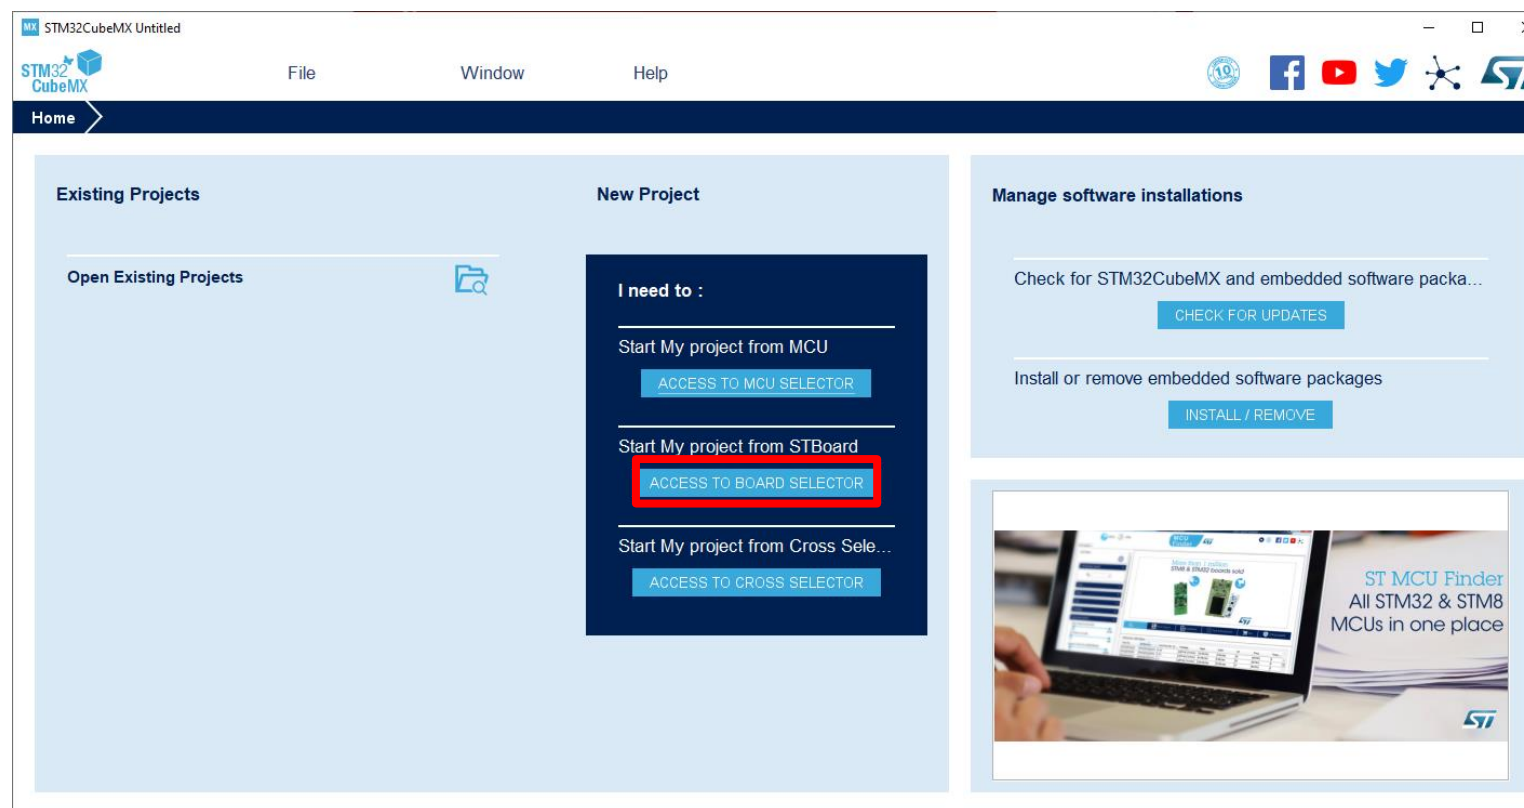 MX STM32CubeMX Untitled
STM32
CubeMX
File
Window
Help
10
Home
Existing Projects
Open Existing Projects
New Project
I need to :
Start My project from MCU
ACCESS TO MCU SELECTOR
Start My project from STBoard
ACCESS TO BOARD SELECTOR
Start My project from Cross Sele...
ACCESS TO CROSS SELECTOR
Manage software installations
Check for STM32CubeMX and embedded software packa...
CHECK FOR UPDATES
Install or remove embedded software packages
INSTALL / REMOVE
ST MCU Finder
All STM32 & STM8
MCUs in one place